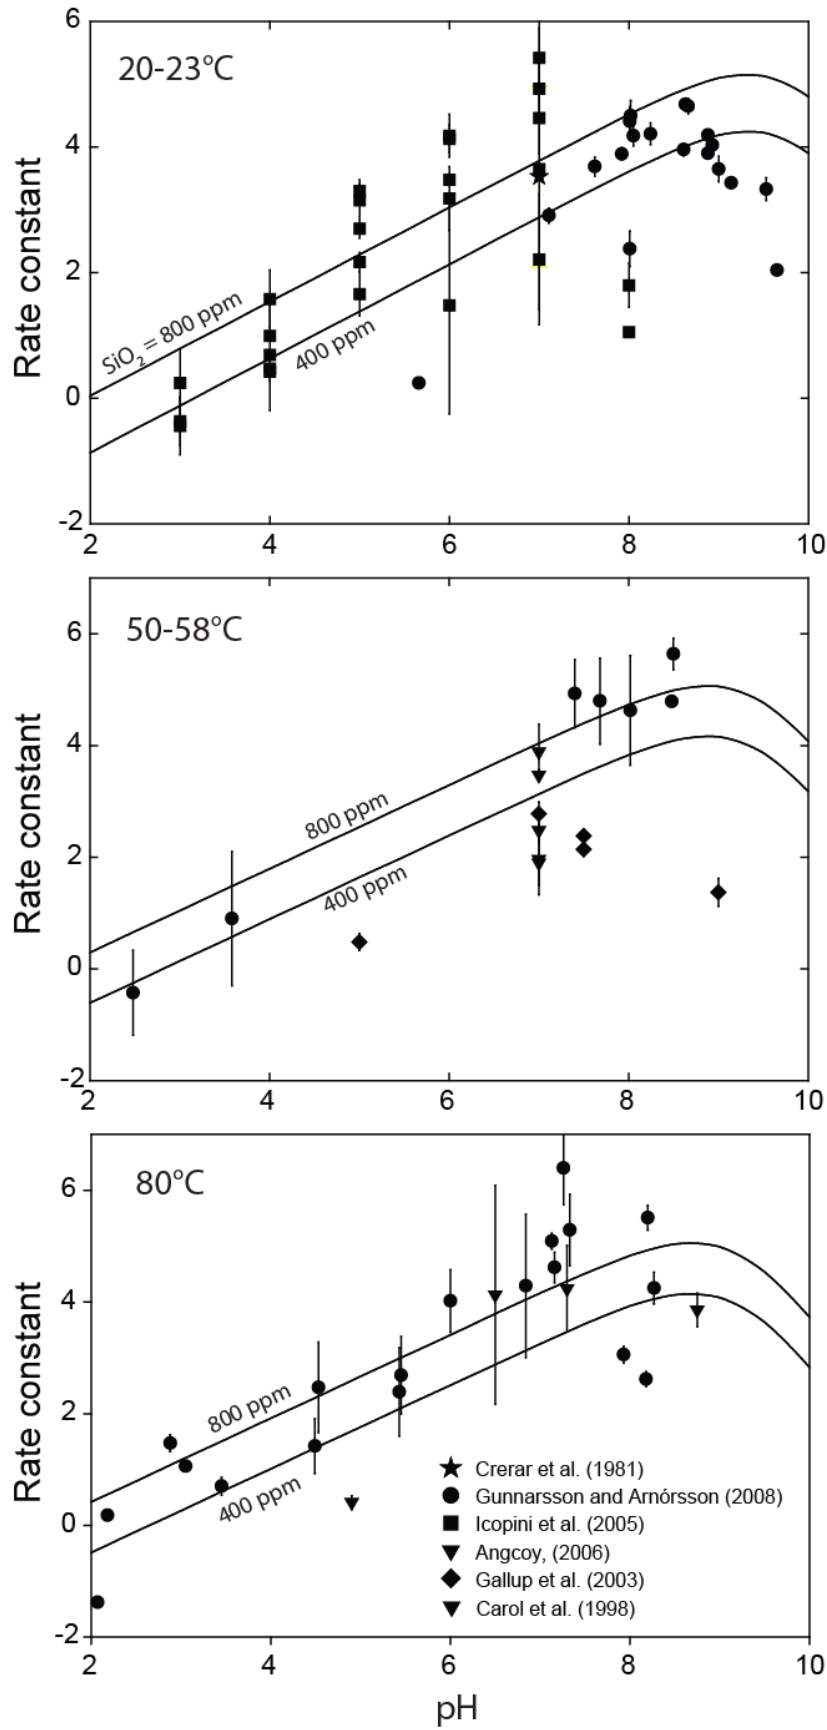 20-23°C
6
4
2
0
-2
Rate constant
SiO2 = 800 ppm
400 ppm
2 4 6 8 10
50-58°C
6
4
2
0
-2
Rate constant
800 ppm
400 ppm
2 4 6 8 10
80°C
6
4
2
0
-2
Rate constant
800 ppm
400 ppm
Crerar et al. (1981)
Gunnarsson and Arnórsson (2008)
Icopini et al. (2005)
Angcoy, (2006)
Gallup et al. (2003)
Carol et al. (1998)
2 4 6 8 10
pH